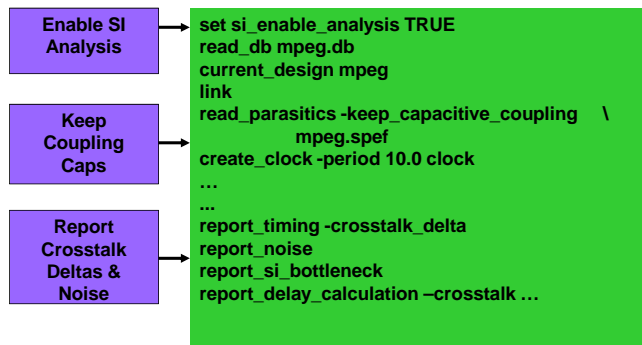 Enable SI
Analysis
set si_enable_analysis TRUE
read_db mpeg.db
current_design mpeg
link
Keep
Coupling
Caps
read_parasitics -keep_capacitive_coupling \
mpeg.spef
create_clock -period 10.0 clock
…
...
Report
Crosstalk
Deltas &
Noise
report_timing -crosstalk_delta
report_noise
report_si_bottleneck
report_delay_calculation –crosstalk …